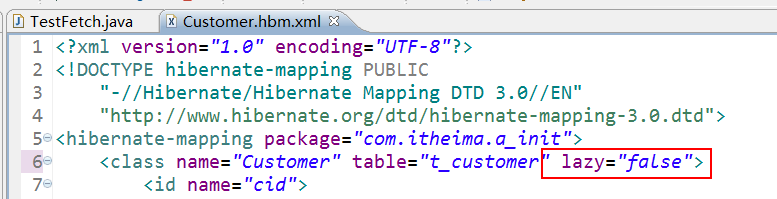 TestFetch.java Customer.hbm.xml
1 <?xml version="1.0" encoding="UTF-8"?>
2 <!DOCTYPE hibernate-mapping PUBLIC
3 "-//Hibernate/Hibernate Mapping DTD 3.0//EN"
4 "http://www.hibernate.org/dtd/hibernate-mapping-3.0.dtd">
5 <hibernate-mapping package="com.itheima.a_init">
6 <class name="Customer" table="t_customer" lazy="false">
7 <id name="cid">